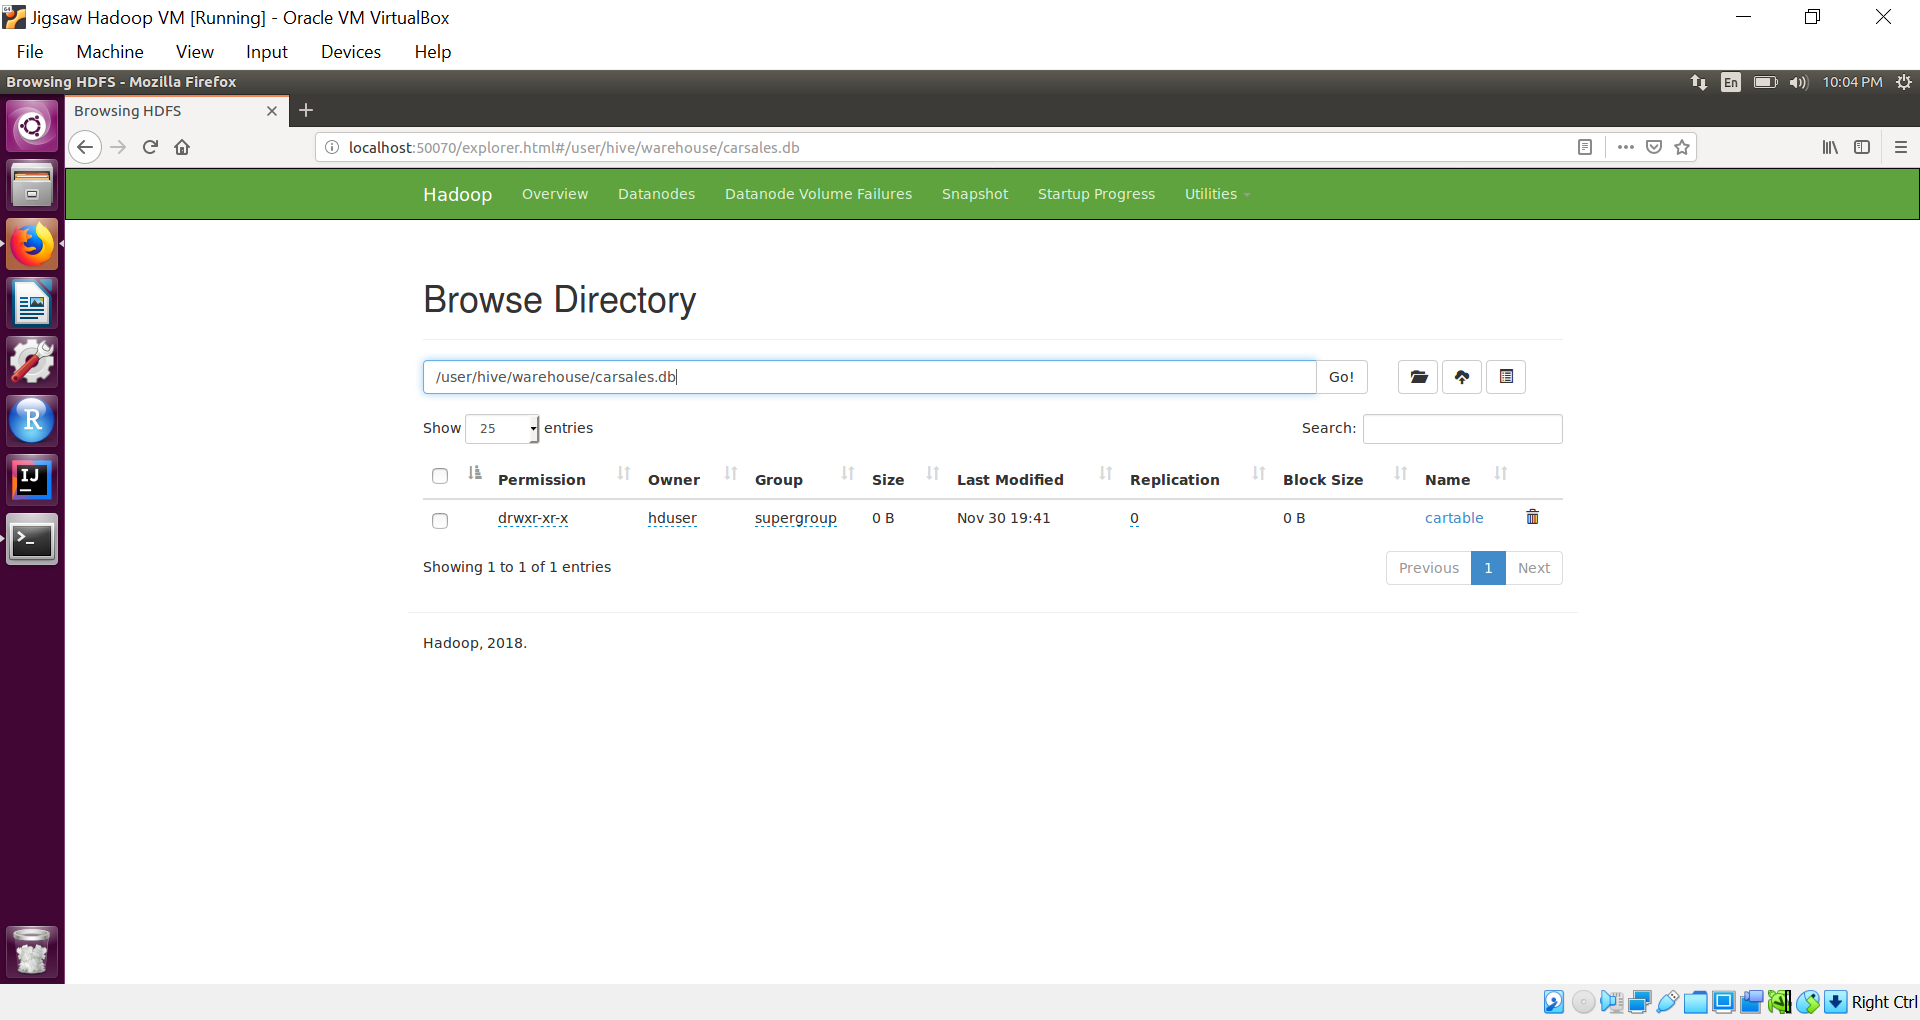 Jigsaw Hadoop VM [Running] - Oracle VM VirtualBox
File Machine View Input Devices Help
Browsing HDFS - Mozilla Firefox En 10:04 PM
Browsing HDFS
localhost:50070/explorer.html#/user/hive/warehouse/carsales.db
Hadoop Overview Datanodes Datanode Volume Failures Snapshot Startup Progress Utilities
Browse Directory
/user/hive/warehouse/carsales.db Go!
Show 25 entries Search:
Permission Owner Group Size Last Modified Replication Block Size Name
drwxr-xr-x hduser supergroup 0 B Nov 30 19:41 0 0 B cartable
Showing 1 to 1 of 1 entries Previous 1 Next
Hadoop, 2018.
R
IJ
>_
Right Ctrl